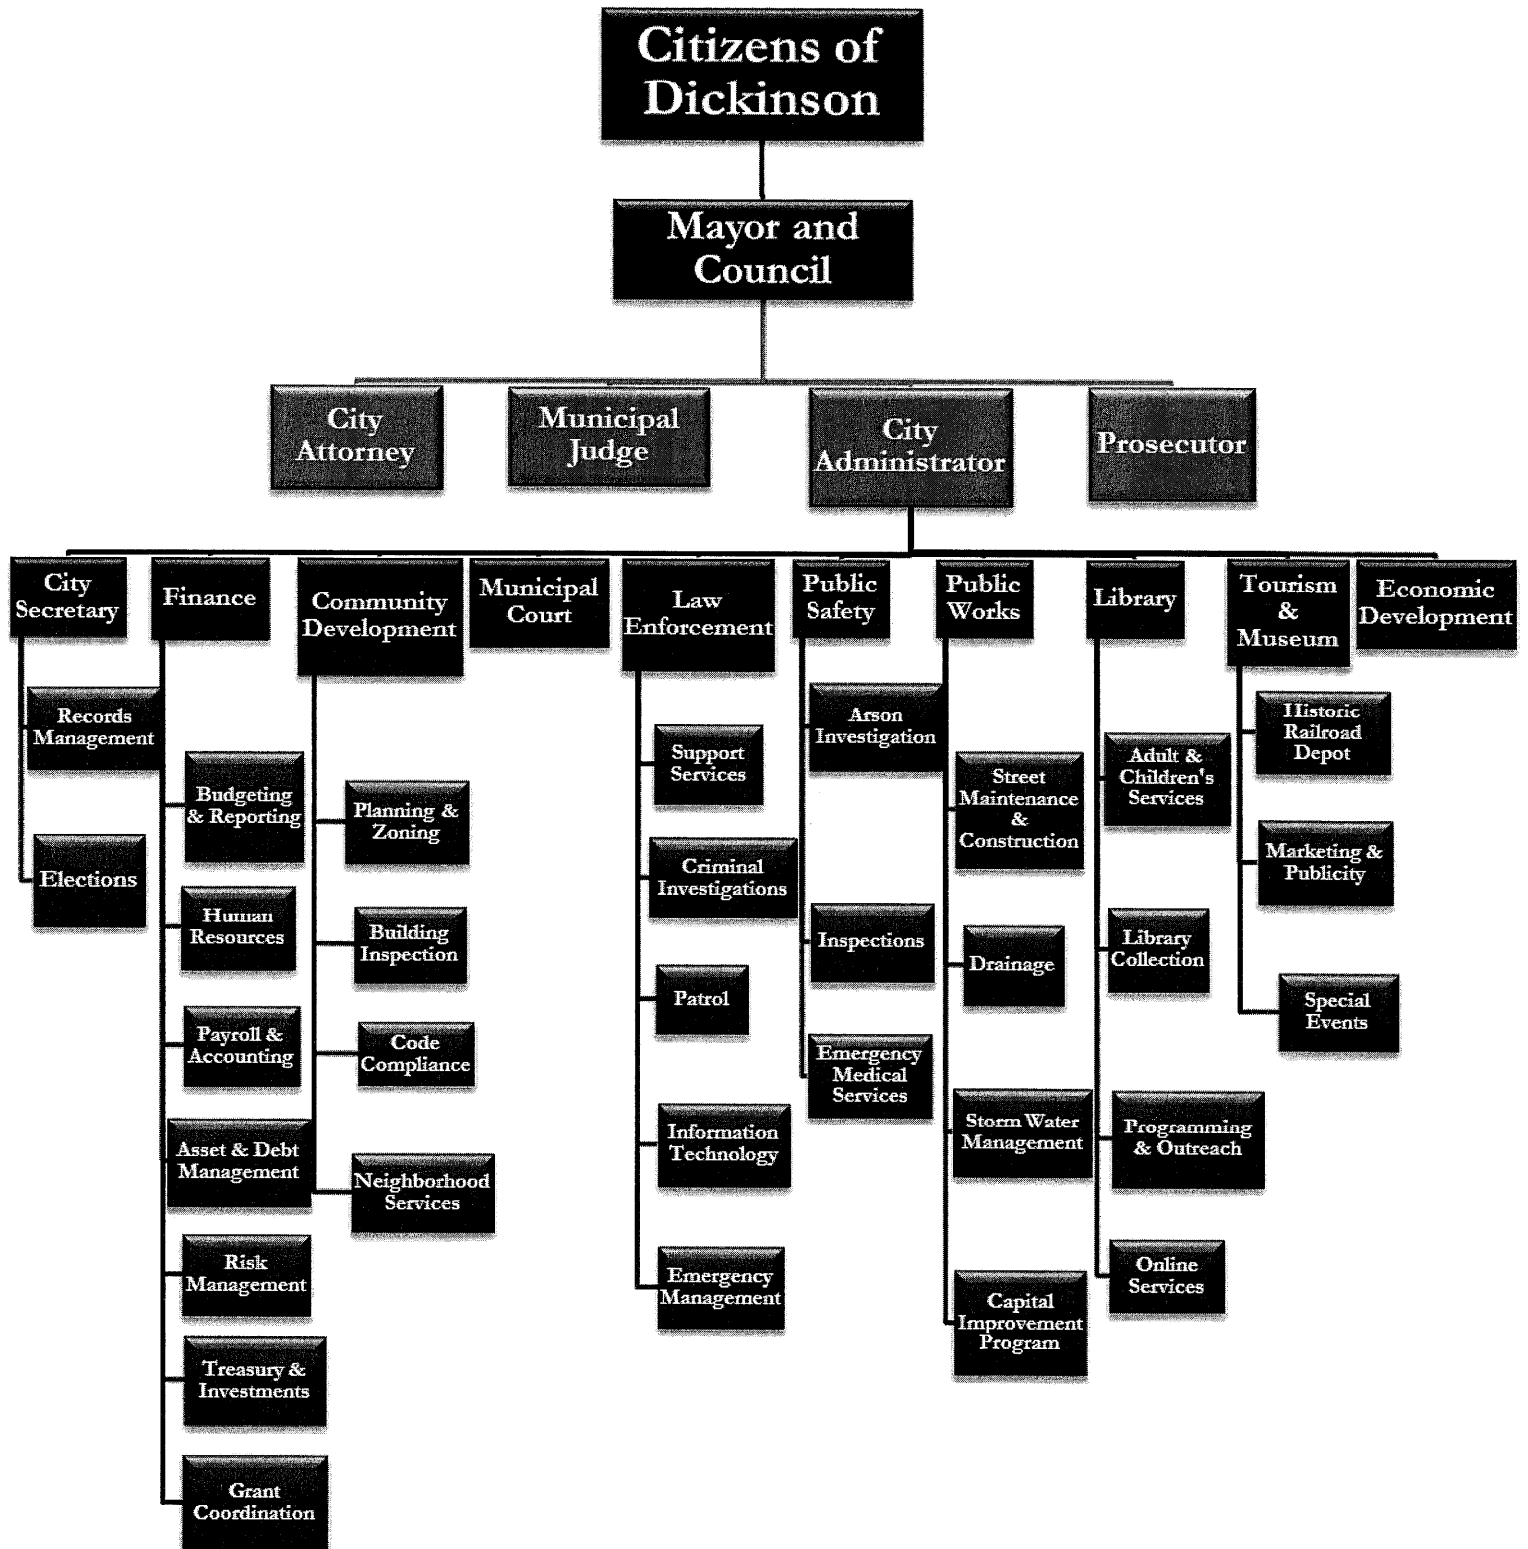 Citizens of
Dickinson
Mayor and
Council
City
Attorney
Municipal
Judge
City
Administrator
Prosecutor
City
Secretary
Finance
Community
Development
Municipal
Court
Law
Enforcement
Public
Safety
Public
Works
Library
Tourism
&
Museum
Economic
Development
Records
Management
Elections
Budgeting
& Reporting
Human
Resources
Payroll &
Accounting
Asset & Debt
Management
Risk
Management
Treasury &
Investments
Grant
Coordination
Planning &
Zoning
Building
Inspection
Code
Compliance
Neighborhood
Services
Support
Services
Criminal
Investigations
Patrol
Information
Technology
Emergency
Management
Arson
Investigation
Inspections
Emergency
Medical
Services
Street
Maintenance
&
Construction
Drainage
Storm Water
Management
Capital
Improvement
Program
Adult &
Children's
Services
Library
Collection
Programming
& Outreach
Online
Services
Historic
Railroad
Depot
Marketing &
Publicity
Special
Events